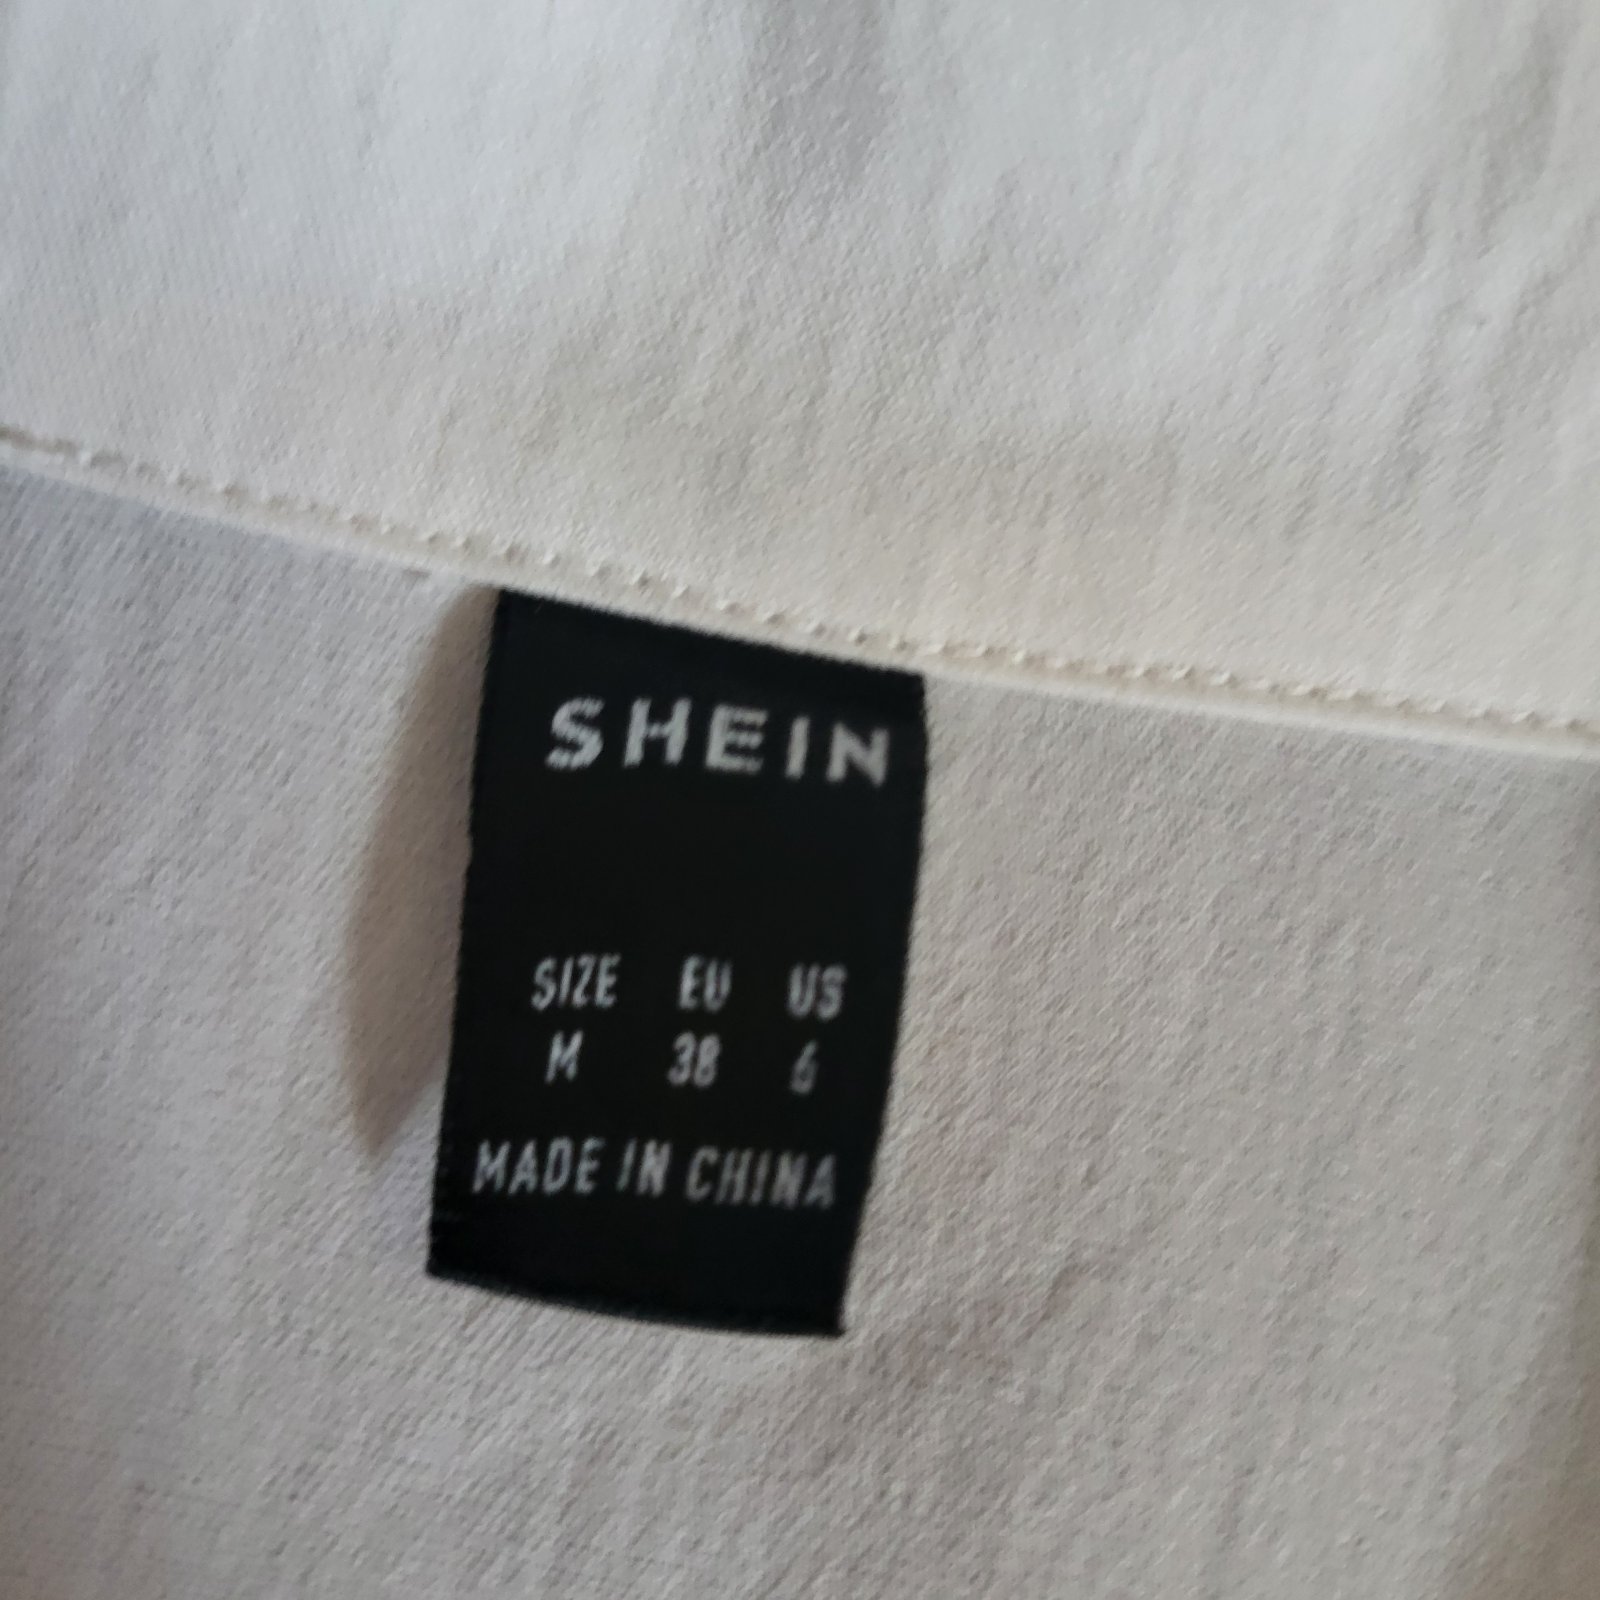 SHEIN
SIZE EU US
M 38 6
MADE IN CHINA